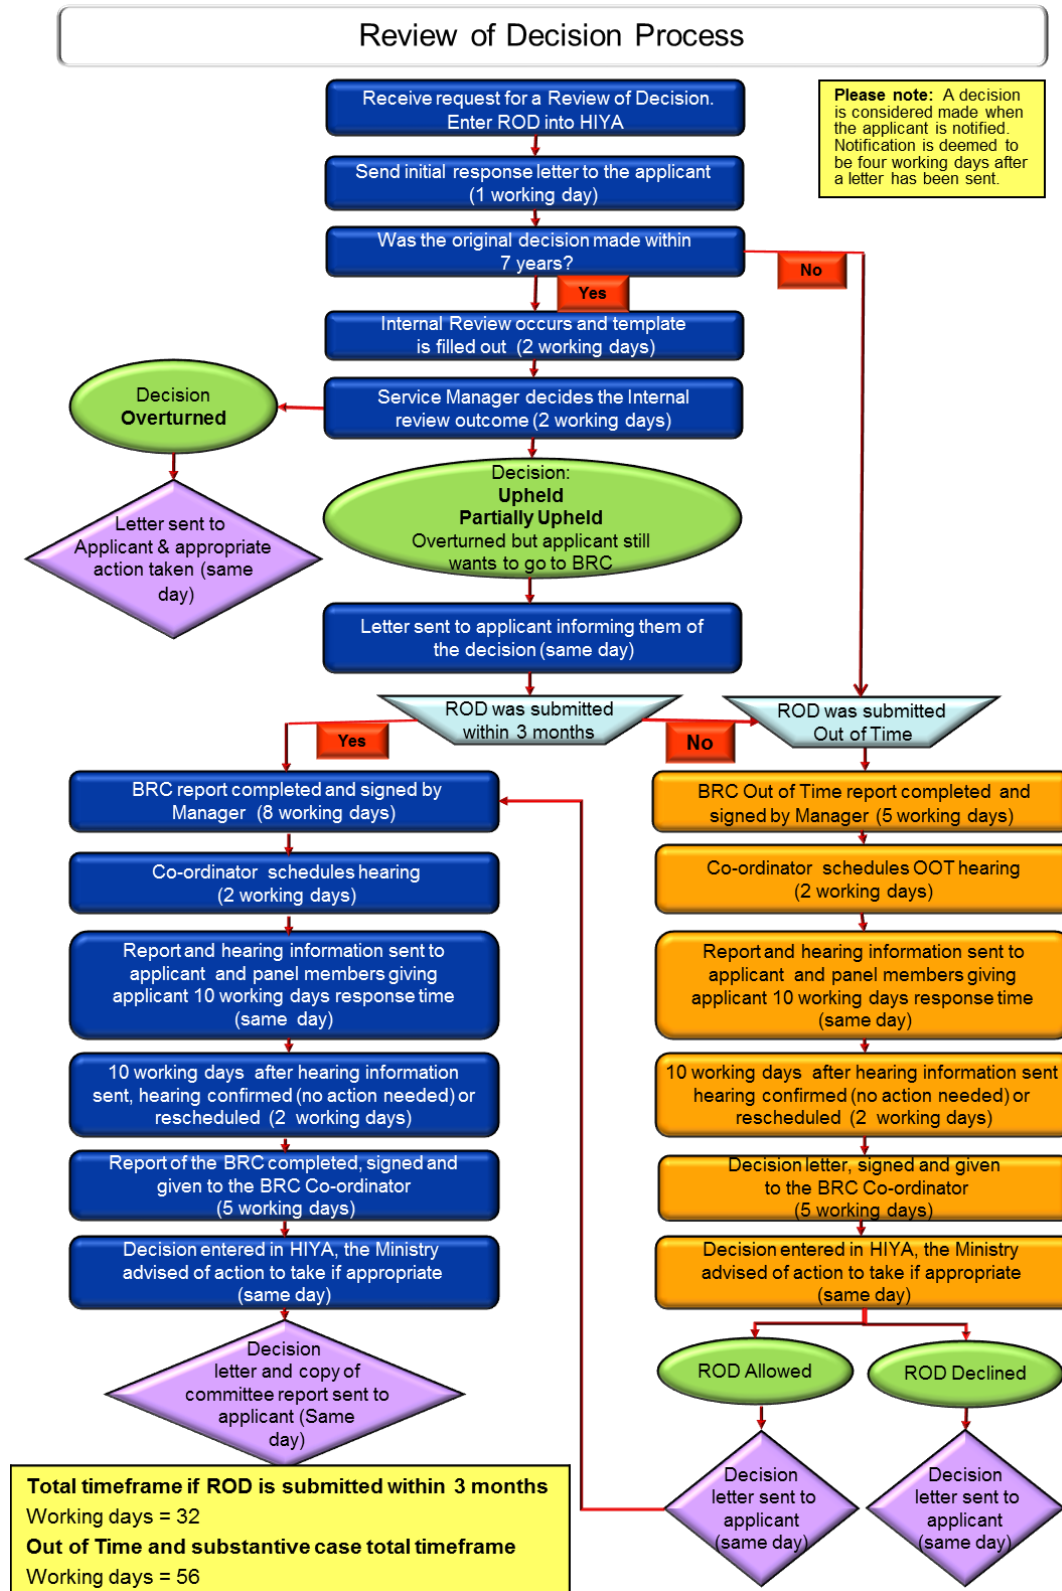 Review of Decision Process
Receive request for a Review of Decision.
Enter ROD into HIYA
Please note: A decision
is considered made when
the applicant is notified.
Notification is deemed to
be four working days after
a letter has been sent.
Send initial response letter to the applicant
(1 working day)
Was the original decision made within
7 years?
No
Yes
Internal Review occurs and template
is filled out (2 working days)
Service Manager decides the Internal
review outcome (2 working days)
Decision
Overturned
Letter sent to
Applicant & appropriate
action taken (same
day)
Decision:
Upheld
Partially Upheld
Overturned but applicant still
wants to go to BRC
Letter sent to applicant informing them of
the decision (same day)
ROD was submitted
within 3 months
Yes
No
ROD was submitted
Out of Time
BRC report completed and signed by
Manager (8 working days)
Co-ordinator schedules hearing
(2 working days)
Report and hearing information sent to
applicant and panel members giving
applicant 10 working days response time
(same day)
10 working days after hearing information
sent, hearing confirmed (no action needed) or
rescheduled (2 working days)
Report of the BRC completed, signed and
given to the BRC Co-ordinator
(5 working days)
Decision entered in HIYA, the Ministry
advised of action to take if appropriate
(same day)
Decision
letter and copy of
committee report sent to
applicant (Same
day)
BRC Out of Time report completed and
signed by Manager (5 working days)
Co-ordinator schedules OOT hearing
(2 working days)
Report and hearing information sent to
applicant and panel members giving
applicant 10 working days response time
(same day)
10 working days after hearing information sent
hearing confirmed (no action needed) or
rescheduled (2 working days)
Decision letter, signed and given
to the BRC Co-ordinator
(5 working days)
Decision entered in HIYA, the Ministry
advised of action to take if appropriate
(same day)
ROD Allowed
ROD Declined
Decision
letter sent to
applicant
(same day)
Decision
letter sent to
applicant
(same day)
Total timeframe if ROD is submitted within 3 months
Working days = 32
Out of Time and substantive case total timeframe
Working days = 56